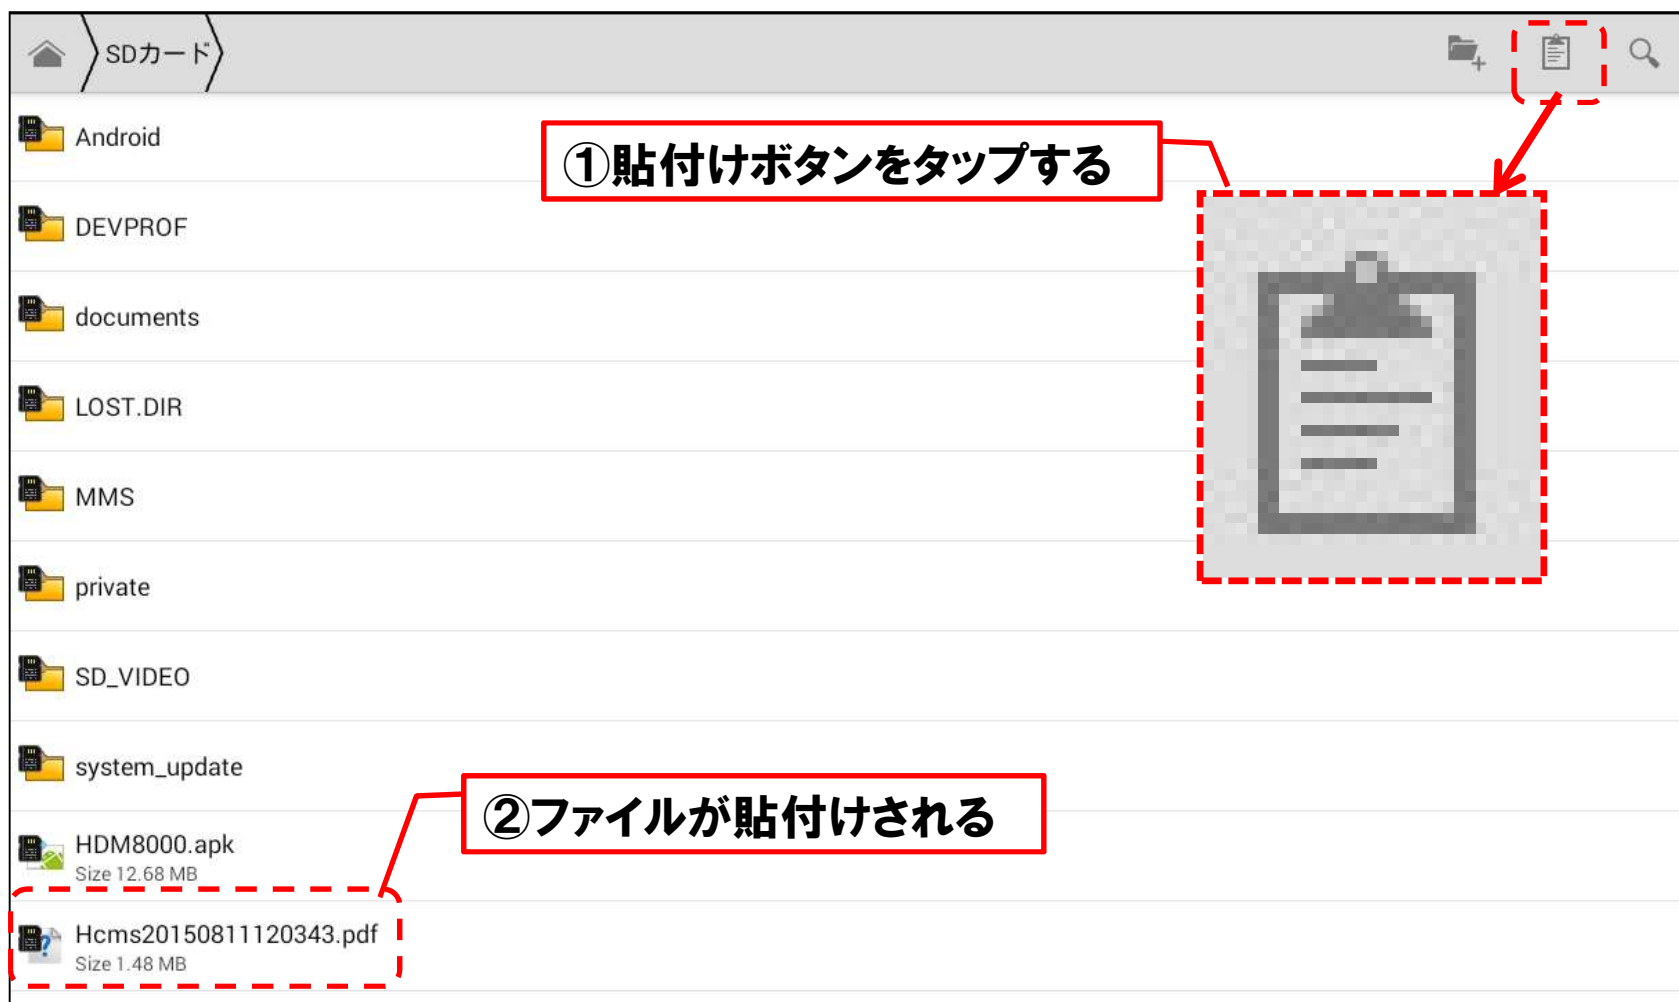 SDカード
Android
①貼付けボタンをタップする
DEVPROF
documents
LOST.DIR
MMS
private
SD_VIDEO
system_update
②ファイルが貼付けされる
HDM8000.apk
Size 12.68 MB
Hcms20150811120343.pdf
Size 1.48 MB